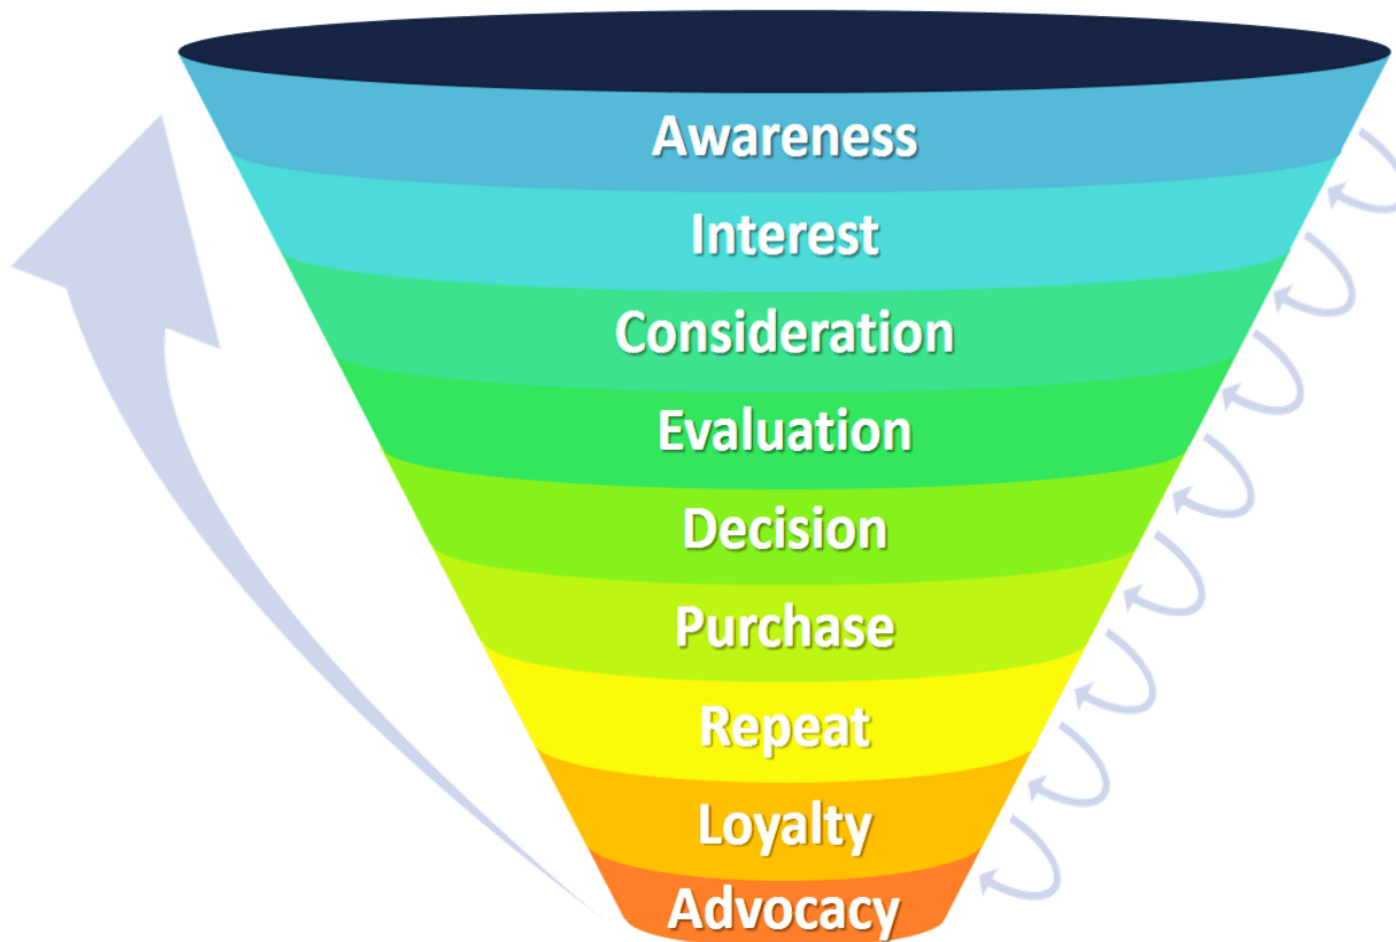 Awareness
Interest
Consideration
Evaluation
Decision
Purchase
Repeat
Loyalty
Advocacy